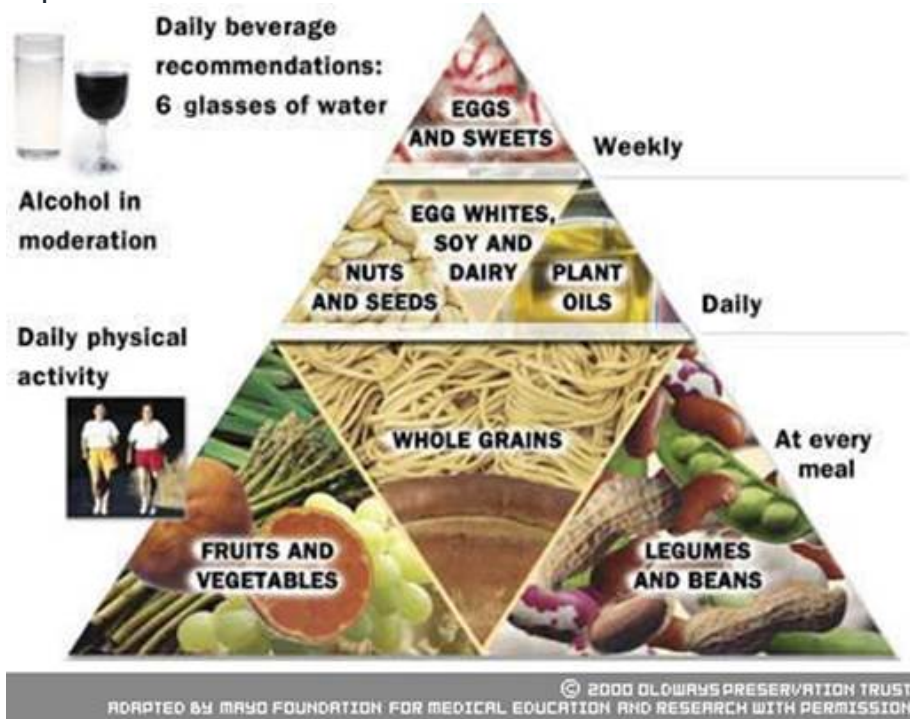 Daily beverage
recommendations:
6 glasses of water
Alcohol in
moderation
Daily physical
activity
EGGS
AND SWEETS
Weekly
EGG WHITES,
SOY AND
DAIRY
NUTS
AND SEEDS
PLANT
OILS
Daily
WHOLE GRAINS
At every
meal
FRUITS AND
VEGETABLES
LEGUMES
AND BEANS
© 2000 OLDWAYS PRESERVATION TRUST
ADAPTED BY MAYO FOUNDATION FOR MEDICAL EDUCATION AND RESEARCH WITH PERMISSION